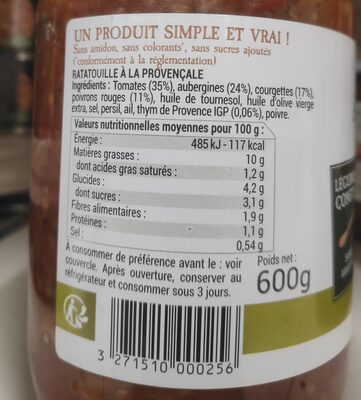 UN PRODUIT SIMPLE ET VRAI !
Sans amidon, sans colorants*, sans sucres ajoutés
(*conformément à la réglementation)
RATATOUILLE À LA PROVENÇALE
Ingrédients : Tomates (35%), aubergines (24%), courgettes (17%),
poivrons rouges (11%), huile de tournesol, huile d'olive vierge
extra, sel, persil, ail, thym de Provence IGP (0,06%), poivre.
Valeurs nutritionnelles moyennes pour 100 g :
Énergie : 485 kJ - 117 kcal
Matières grasses : 10 g
dont acides gras saturés : 1,2 g
Glucides : 4,2 g
dont sucres : 3,1 g
Fibres alimentaires : 1,9 g
Protéines : 1,1 g
Sel : 0,54 g
À consommer de préférence avant le : voir
couvercle. Après ouverture, conserver au
réfrigérateur et consommer sous 3 jours.
Poids net :
600g
3 271510 000256